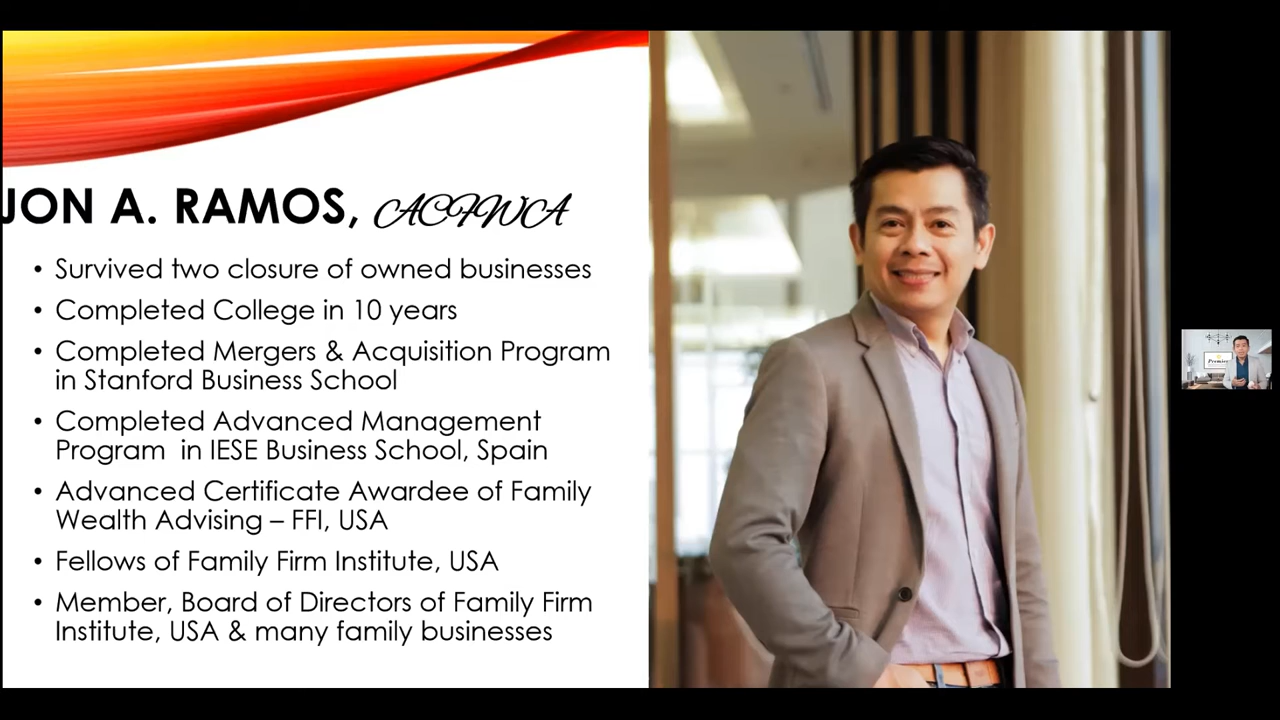 JON A. RAMOS, ACFWA
• Survived two closure of owned businesses
• Completed College in 10 years
• Completed Mergers & Acquisition Program
in Stanford Business School
• Completed Advanced Management
Program in IESE Business School, Spain
• Advanced Certificate Awardee of Family
Wealth Advising – FFI, USA
• Fellows of Family Firm Institute, USA
• Member, Board of Directors of Family Firm
Institute, USA & many family businesses
Premier